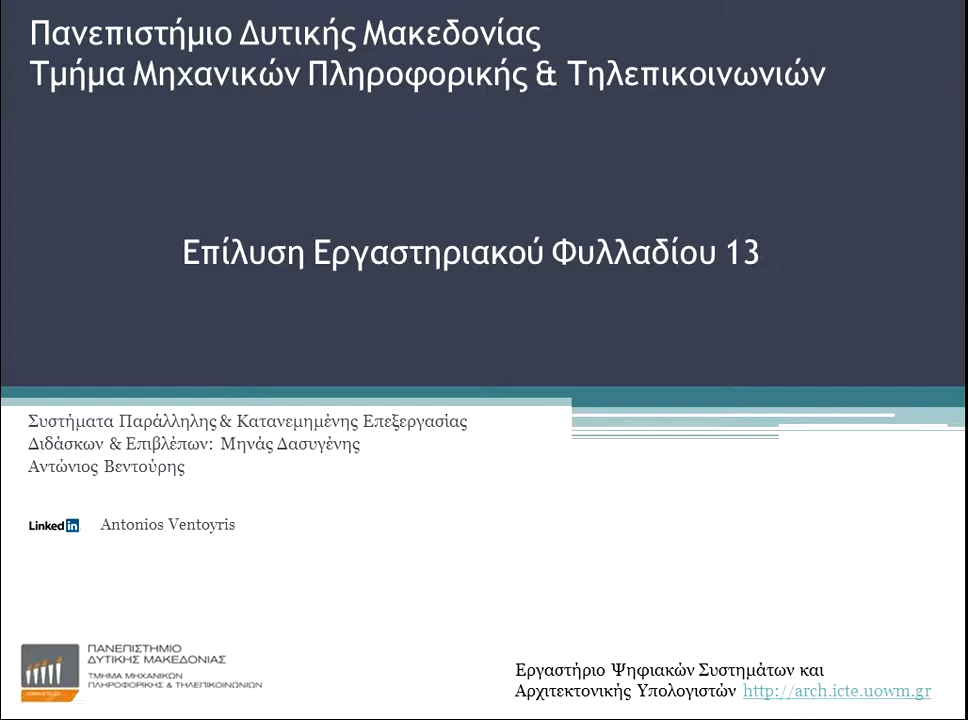 Πανεπιστήμιο Δυτικής Μακεδονίας
Τμήμα Μηχανικών Πληροφορικής & Τηλεπικοινωνιών
Επίλυση Εργαστηριακού Φυλλαδίου 13
Συστήματα Παράλληλης & Κατανεμημένης Επεξεργασίας
Διδάσκων & Επιβλέπων: Μηνάς Δασυγένης
Αντώνιος Βεντούρης
Linked in Antonios Ventoyris
ΠΑΝΕΠΙΣΤΗΜΙΟ
ΔΥΤΙΚΗΣ ΜΑΚΕΔΟΝΙΑΣ
ΤΜΗΜΑ ΜΗΧΑΝΙΚΩΝ
ΠΛΗΡΟΦΟΡΙΚΗΣ & ΤΗΛΕΠΙΚΟΙΝΩΝΙΩΝ
Εργαστήριο Ψηφιακών Συστημάτων και
Αρχιτεκτονικής Υπολογιστών http://arch.icte.uowm.gr